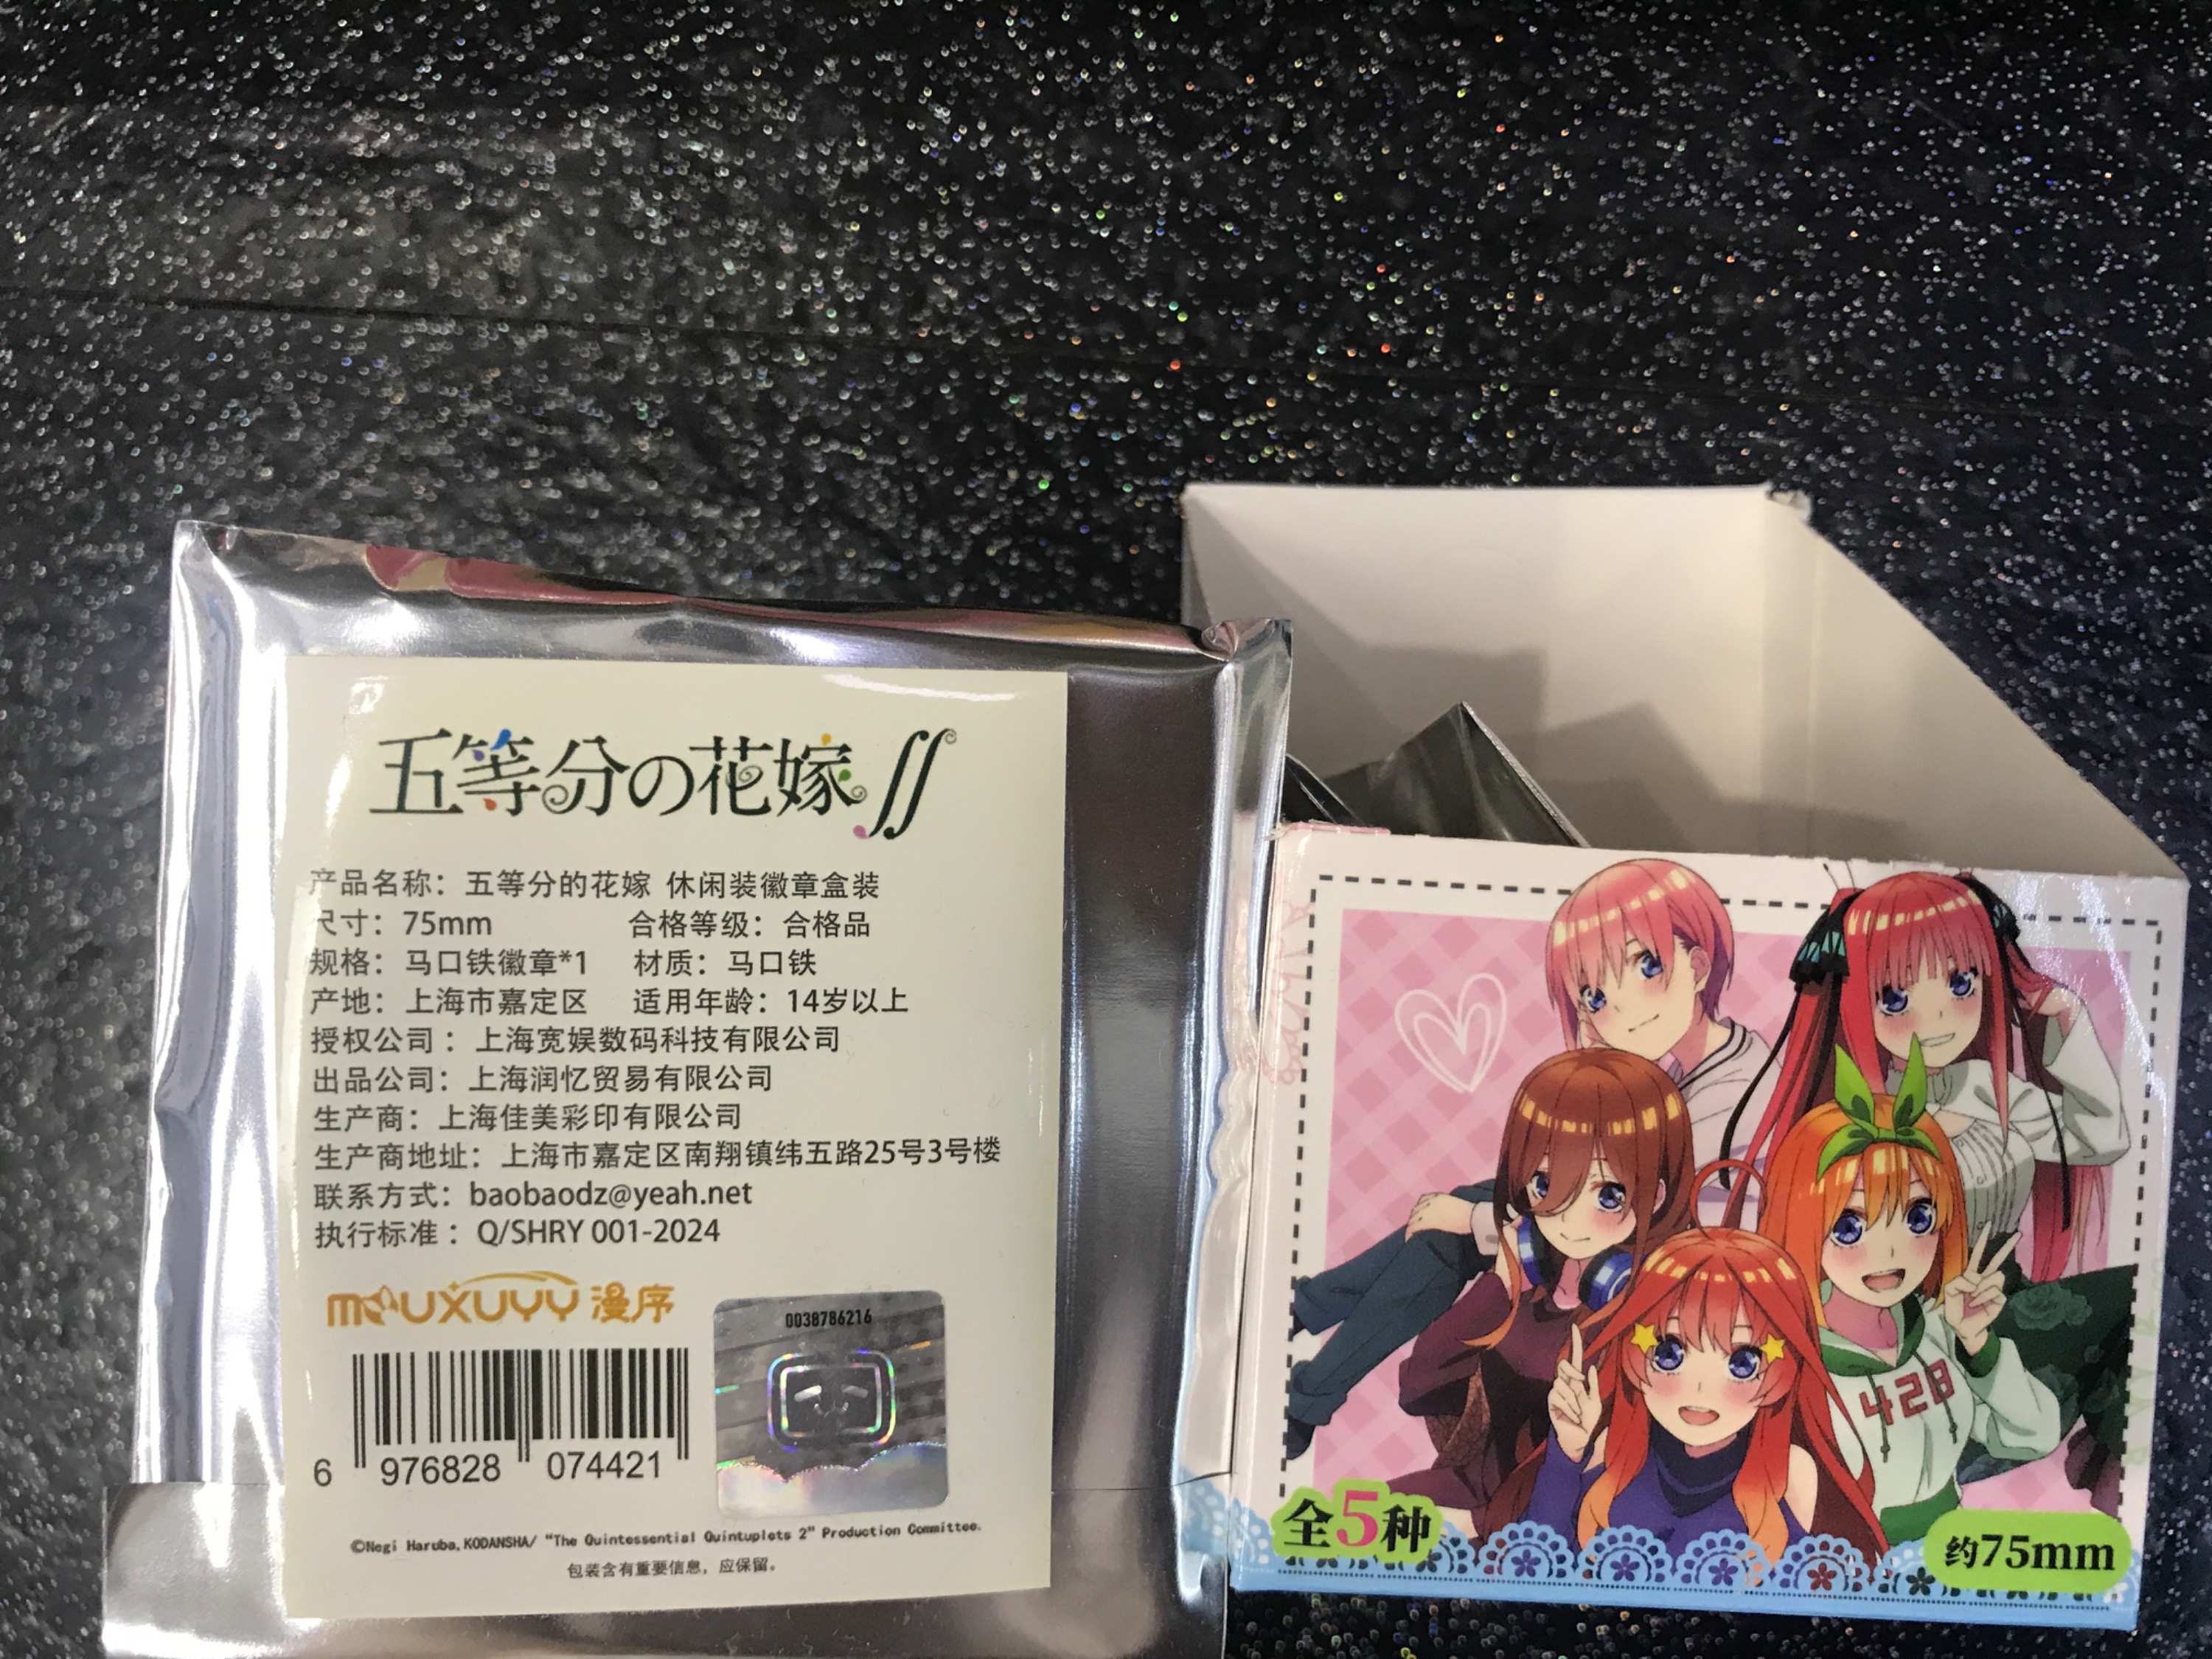 五等分の花嫁∬
产品名称：五等分的花嫁 休闲装徽章盒装
尺寸：75mm 合格等级：合格品
规格：马口铁徽章*1 材质：马口铁
产地：上海市嘉定区 适用年龄：14岁以上
授权公司：上海宽娱数码科技有限公司
出品公司：上海润忆贸易有限公司
生产商：上海佳美彩印有限公司
生产商地址：上海市嘉定区南翔镇纬五路25号3号楼
联系方式：baobaodz@yeah.net
执行标准：Q/SHRY 001-2024
MOUXUYY 漫序
0038786216
6 976828 074421
©Negi Haruba,KODANSHA/ "The Quintessential Quintuplets 2" Production Committee.
包装含有重要信息，应保留。
428
全5种
约75mm